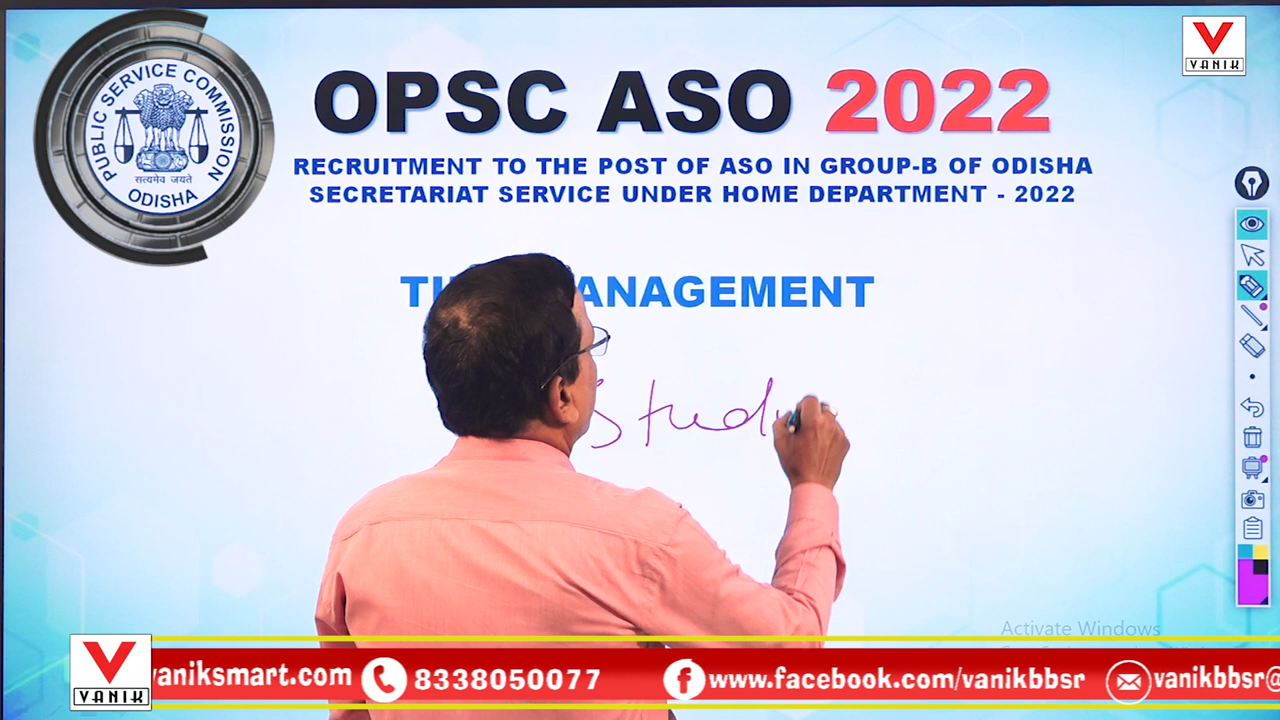 PUBLIC SERVICE COMMISSION
सत्यमेव जयते
ODISHA
V
VANIK
OPSC ASO 2022
RECRUITMENT TO THE POST OF ASO IN GROUP-B OF ODISHA
SECRETARIAT SERVICE UNDER HOME DEPARTMENT - 2022
ANAGEMENT
Stud
Activate Windows
V
VANIK
vaniksmart.com 8338050077 www.facebook.com/vanikbbsr vanikbbsr@